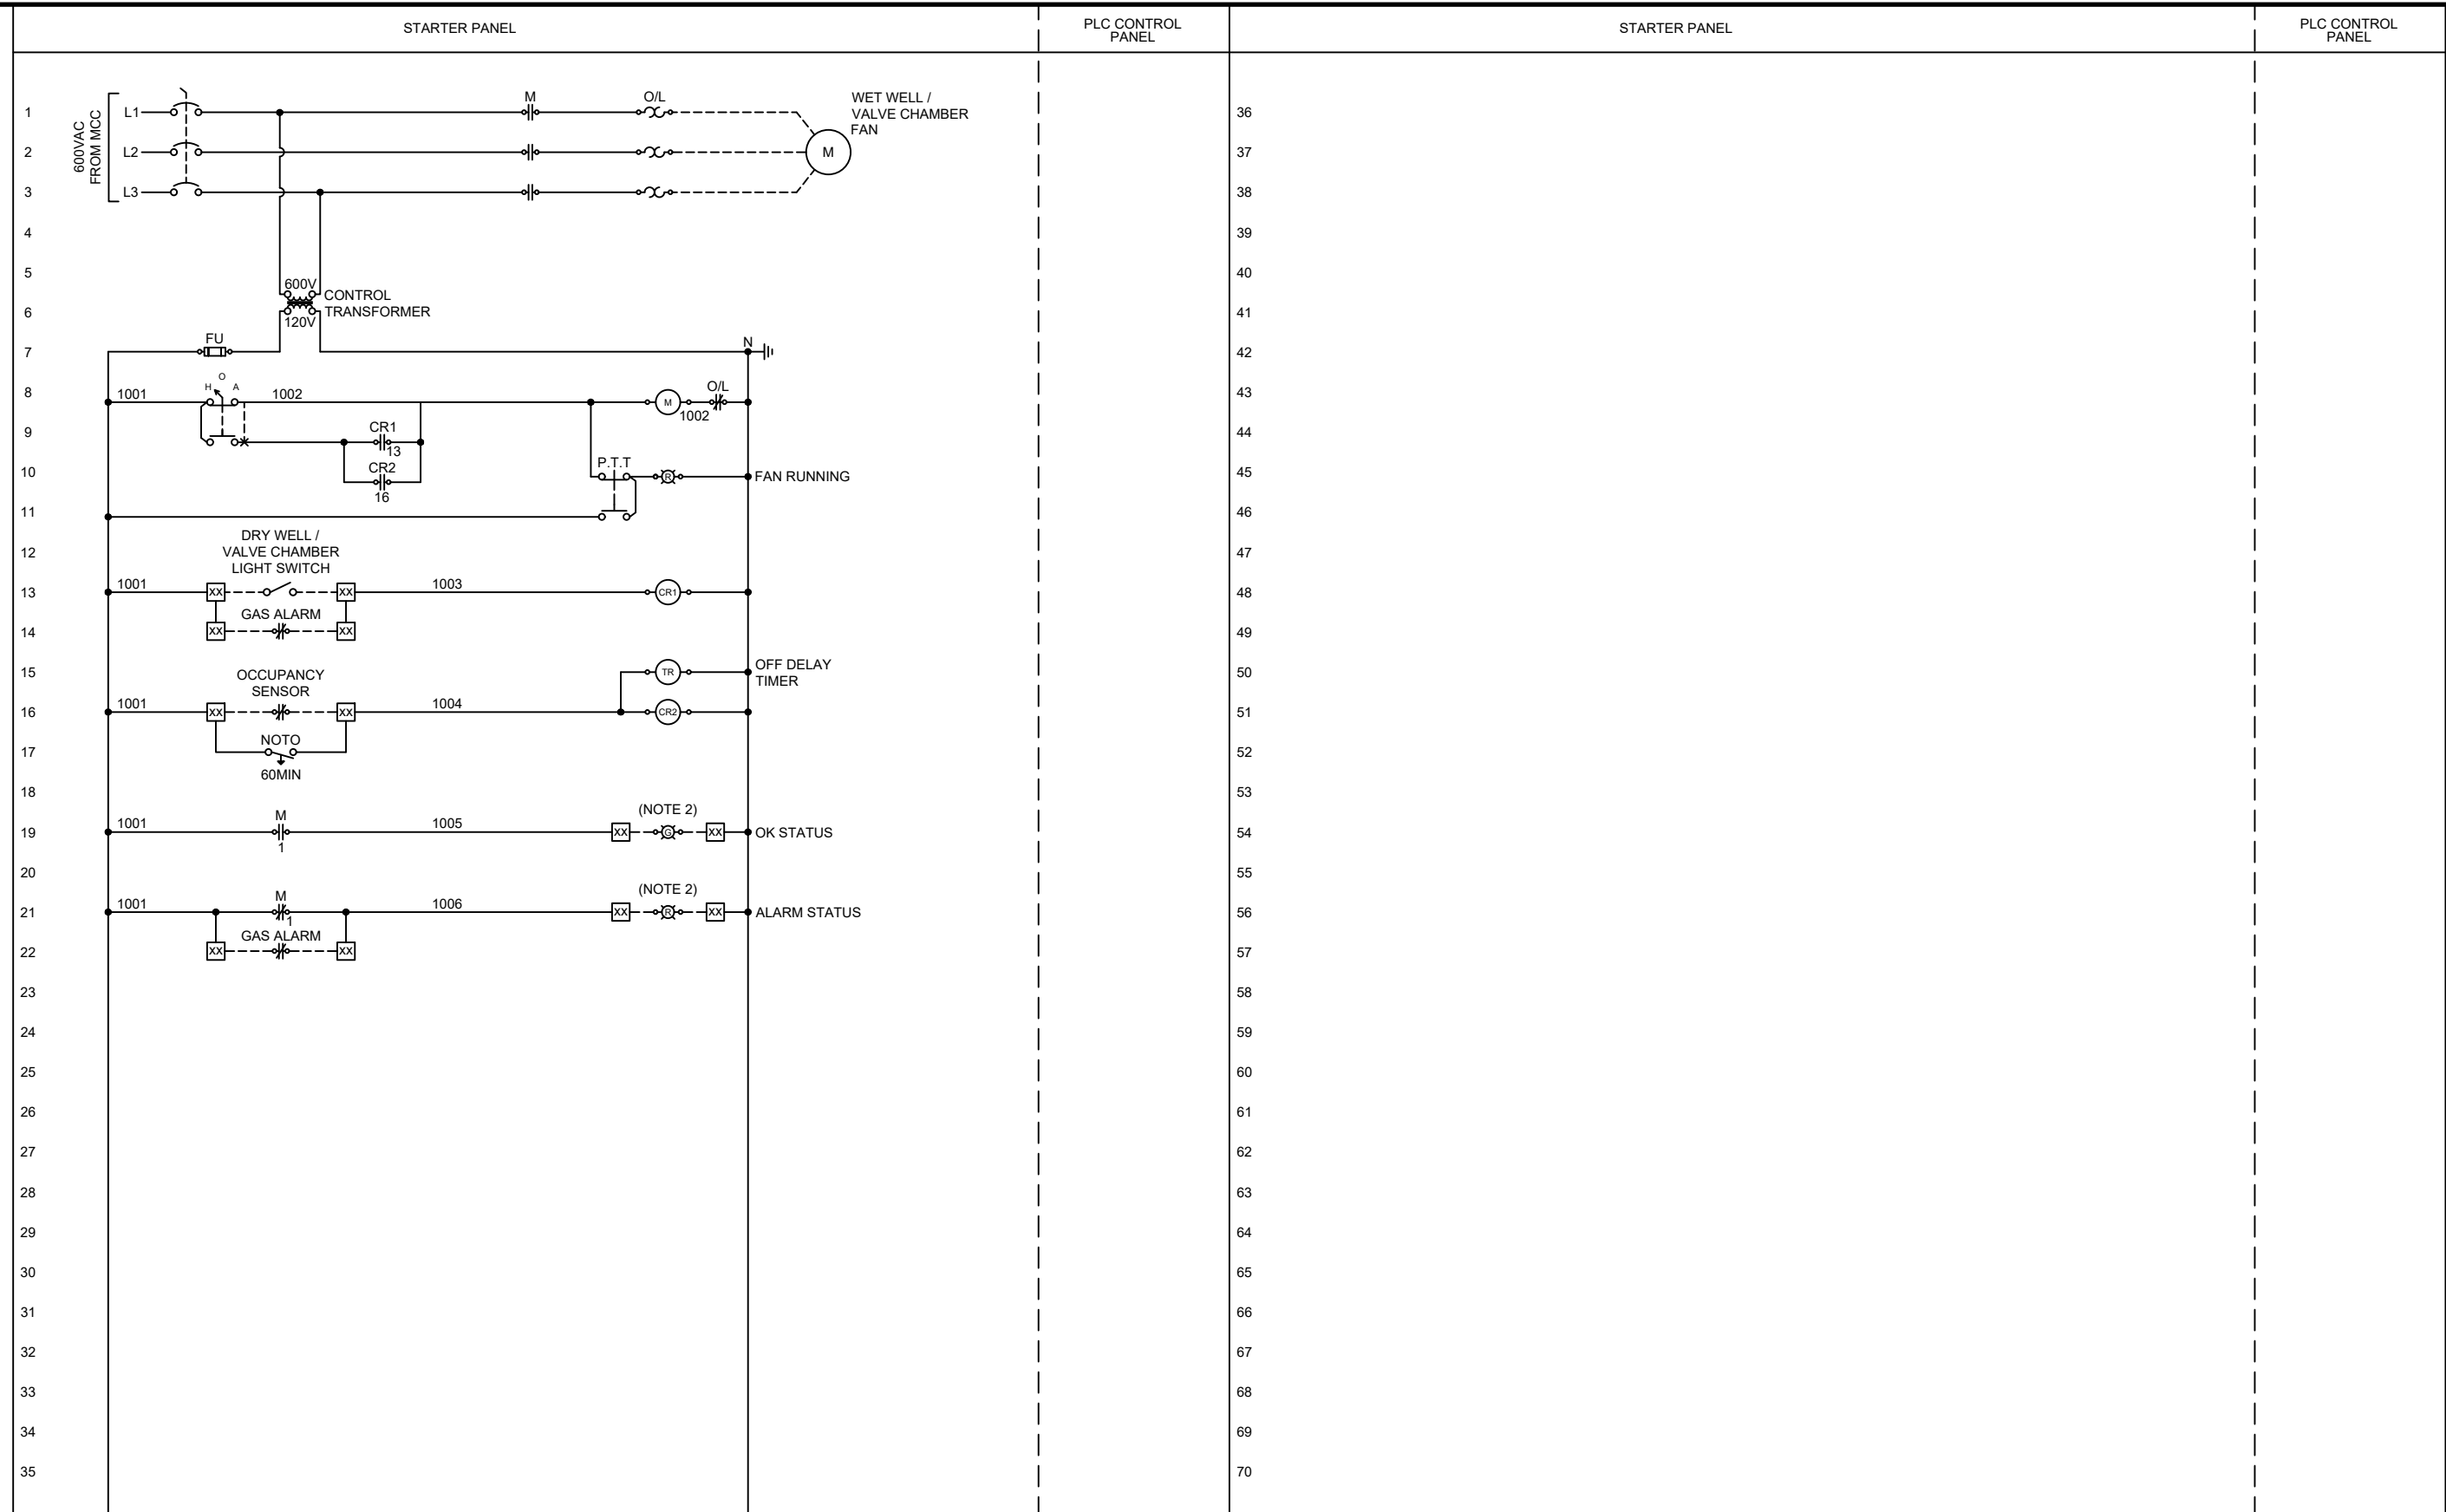 STARTER PANEL
PLC CONTROL
PANEL
STARTER PANEL
PLC CONTROL
PANEL
1
600VAC
FROM MCC
L1
M
O/L
WET WELL /
VALVE CHAMBER
FAN
36
2
L2
M
37
3
L3
38
4
39
5
40
600V
CONTROL
TRANSFORMER
6
120V
41
7
FU
N
42
8
1001
H
O
A
1002
M
1002
O/L
43
9
CR1
13
44
10
CR2
16
P.T.T
R
FAN RUNNING
45
11
46
12
DRY WELL /
VALVE CHAMBER
LIGHT SWITCH
47
13
1001
XX
XX
1003
CR1
48
14
GAS ALARM
XX
XX
49
15
TR
OFF DELAY
TIMER
50
OCCUPANCY
SENSOR
16
1001
XX
XX
1004
CR2
51
17
NOTO
60MIN
52
18
53
19
1001
M
1
1005
(NOTE 2)
XX
G
XX
OK STATUS
54
20
55
21
1001
M
1
1006
(NOTE 2)
XX
R
XX
ALARM STATUS
56
22
GAS ALARM
XX
XX
57
23
58
24
59
25
60
26
61
27
62
28
63
29
64
30
65
31
66
32
67
33
68
34
69
35
70